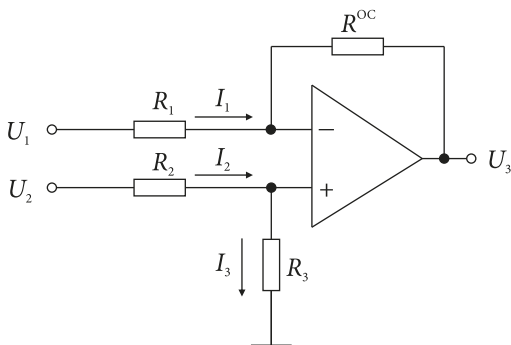 R^OC
R₁
I₁
U₁
−
R₂
I₂
U₂
+
U₃
I₃
R₃